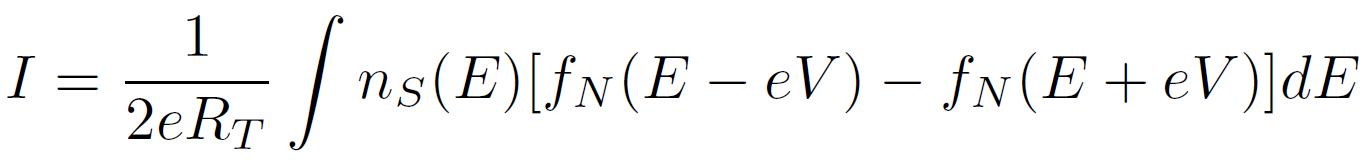 I = \frac{1}{2eR_T} \int n_S(E)[f_N(E - eV) - f_N(E + eV)]dE